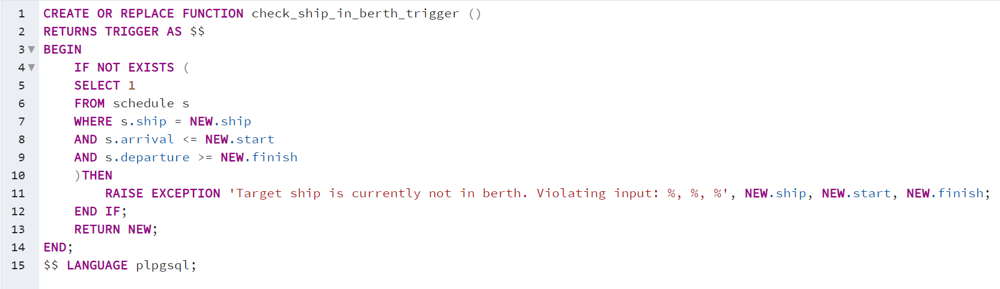 1 CREATE OR REPLACE FUNCTION check_ship_in_berth_trigger ()
2 RETURNS TRIGGER AS $$
3 BEGIN
4 IF NOT EXISTS (
5 SELECT 1
6 FROM schedule s
7 WHERE s.ship = NEW.ship
8 AND s.arrival <= NEW.start
9 AND s.departure >= NEW.finish
10 )THEN
11 RAISE EXCEPTION 'Target ship is currently not in berth. Violating input: %, %, %', NEW.ship, NEW.start, NEW.finish;
12 END IF;
13 RETURN NEW;
14 END;
15 $$ LANGUAGE plpgsql;